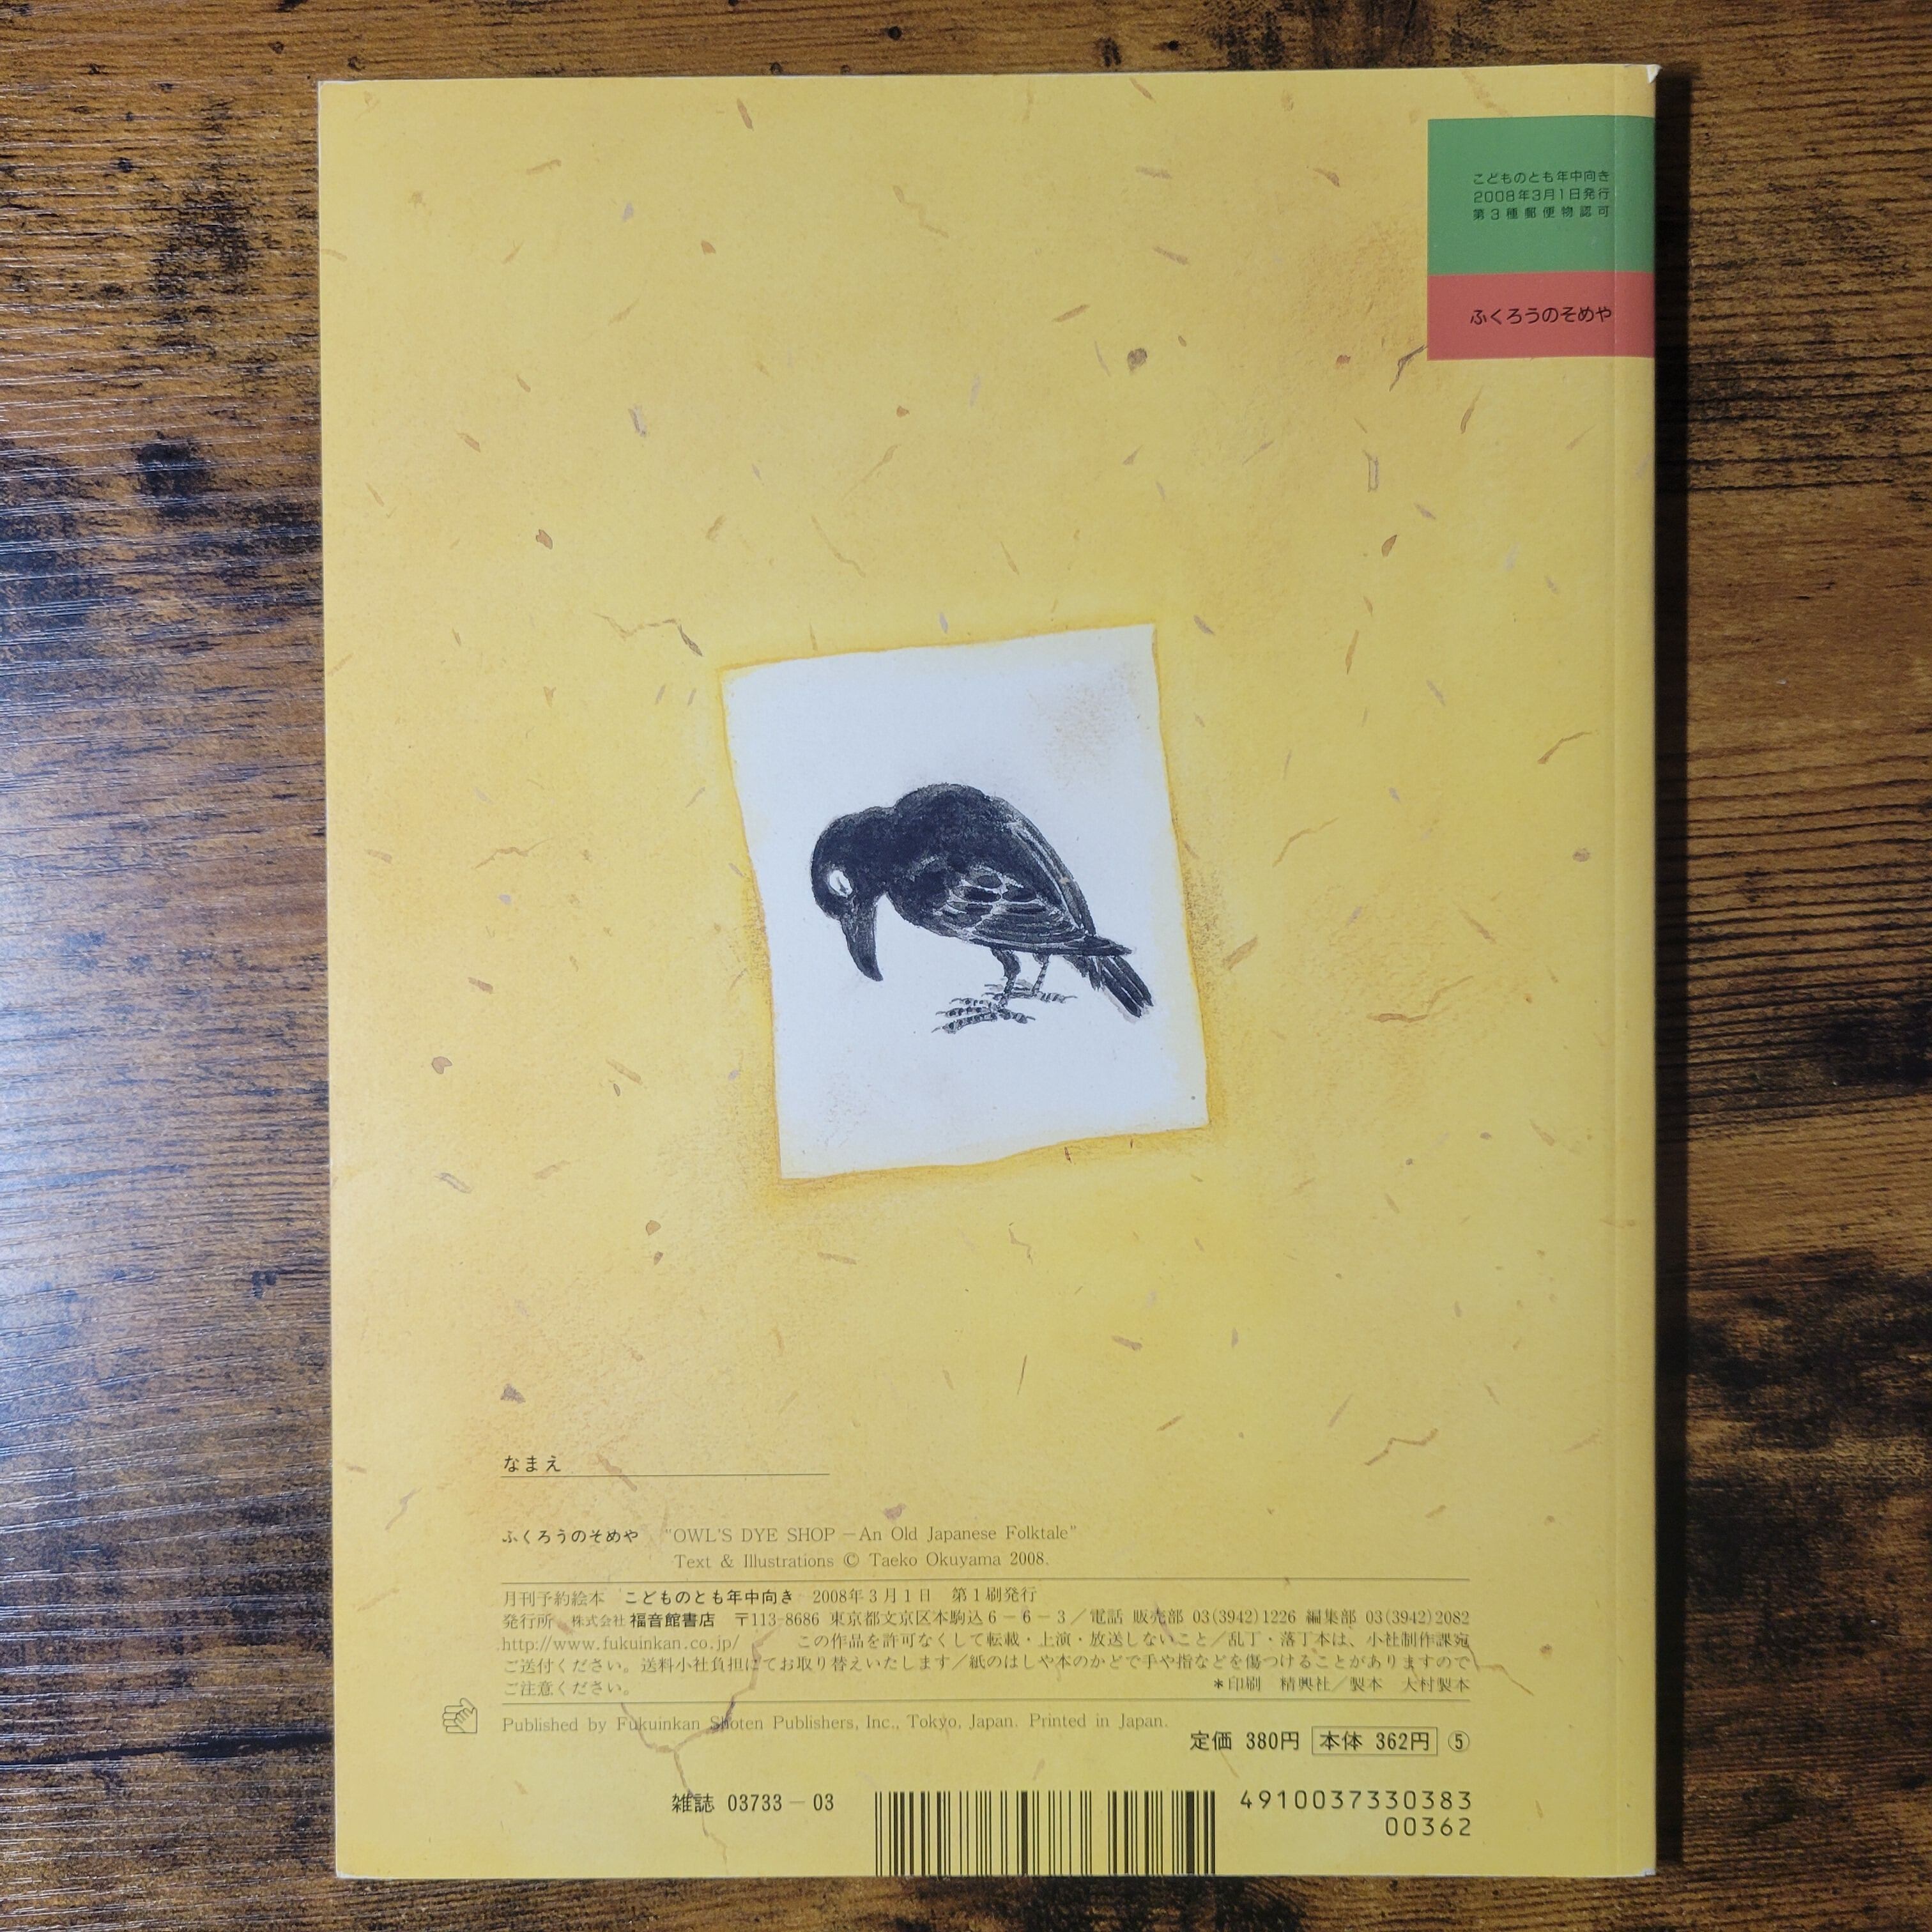 こどものとも年中向き
2008年3月1日発行
第3種郵便物認可
ふくろうのそめや
なまえ
ふくろうのそめや "OWL'S DYE SHOP －An Old Japanese Folktale"
Text & Illustrations © Taeko Okuyama 2008.
月刊予約絵本 こどものとも年中向き 2008年3月1日 第1刷発行
発行所 株式会社 福音館書店 〒113-8686 東京都文京区本駒込6－6－3／電話 販売部 03(3942)1226 編集部 03(3942)2082
http://www.fukuinkan.co.jp/ この作品を許可なくして転載・上演・放送しないこと／乱丁・落丁本は、小社制作課宛
ご送付ください。送料小社負担にてお取り替えいたします／紙のはしや本のかどで手や指などを傷つけることがありますので
ご注意ください。 ＊印刷 精興社／製本 大村製本
Published by Fukuinkan Shoten Publishers, Inc., Tokyo, Japan. Printed in Japan.
定価 380円 本体 362円 ⑤
雑誌 03733－03
4910037330383
00362